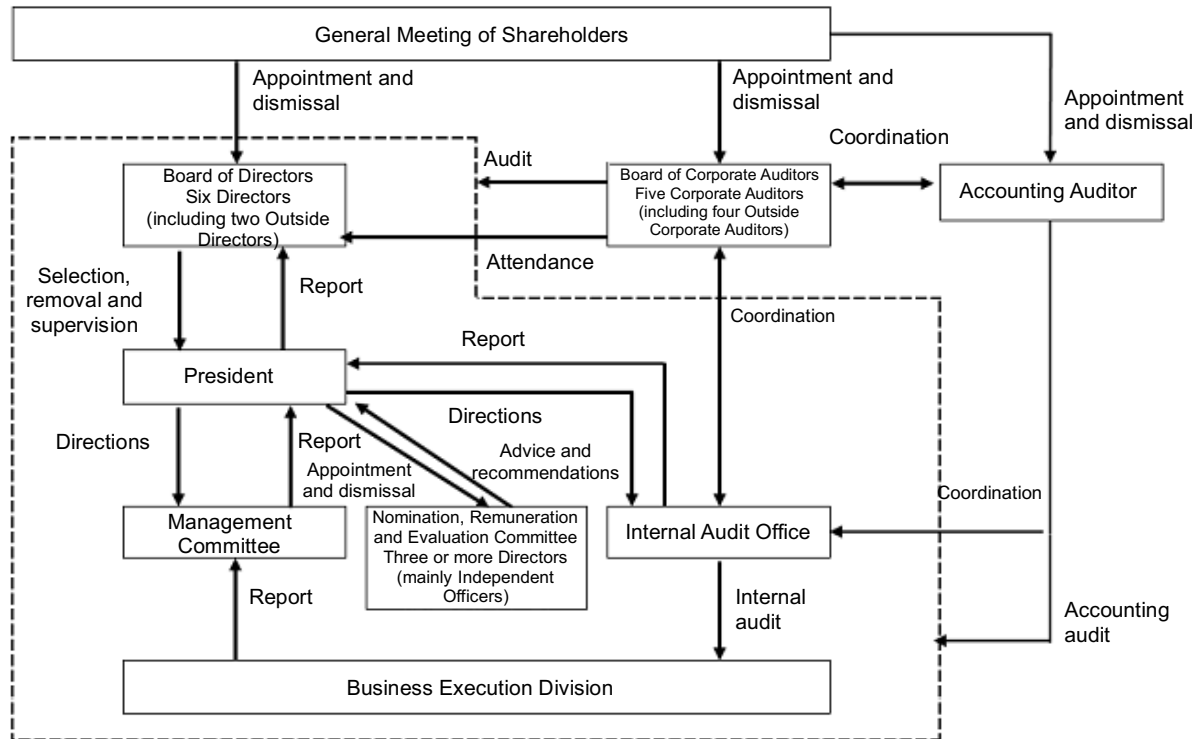 General Meeting of Shareholders
Appointment and
dismissal
Appointment and
dismissal
Appointment
and dismissal
Coordination
Audit
Board of Directors
Six Directors
(including two Outside
Directors)
Board of Corporate Auditors
Five Corporate Auditors
(including four Outside
Corporate Auditors)
Accounting Auditor
Attendance
Selection,
removal and
supervision
Report
Coordination
Report
President
Directions
Directions
Report
Advice and
recommendations
Appointment
and dismissal
Coordination
Management
Committee
Nomination, Remuneration
and Evaluation Committee
Three or more Directors
(mainly Independent
Officers)
Internal Audit Office
Report
Internal
audit
Accounting
audit
Business Execution Division